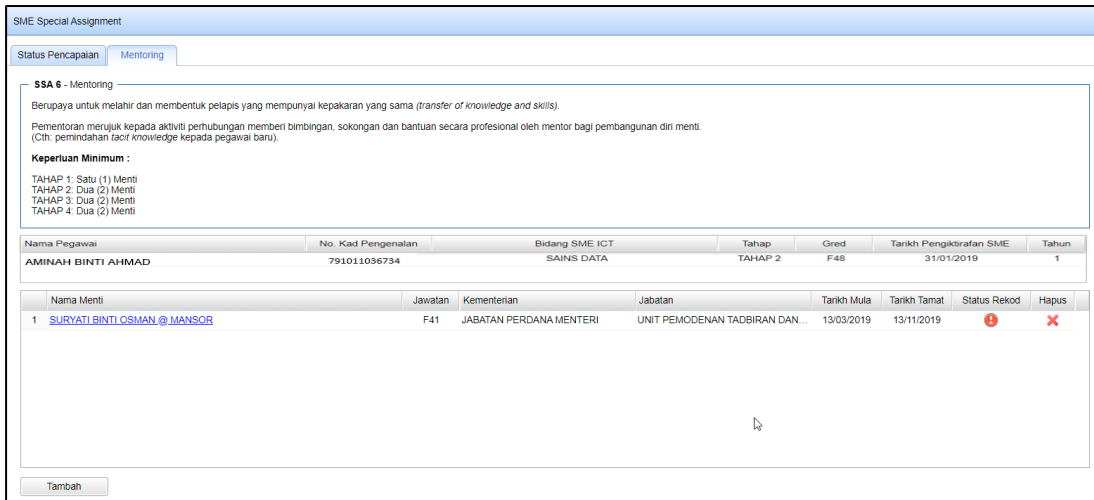 SME Special Assignment
Status Pencapaian Mentoring
SSA 6 - Mentoring
Berupaya untuk melahir dan membentuk pelapis yang mempunyai kepakaran yang sama (transfer of knowledge and skills).
Pementoran merujuk kepada aktiviti perhubungan memberi bimbingan, sokongan dan bantuan secara profesional oleh mentor bagi pembangunan diri menti.
(Cth: pemindahan tacit knowledge kepada pegawai baru).
Keperluan Minimum :
TAHAP 1: Satu (1) Menti
TAHAP 2: Dua (2) Menti
TAHAP 3: Dua (2) Menti
TAHAP 4: Dua (2) Menti
Nama Pegawai No. Kad Pengenalan Bidang SME ICT Tahap Gred Tarikh Pengiktirafan SME Tahun
AMINAH BINTI AHMAD 791011036734 SAINS DATA TAHAP 2 F48 31/01/2019 1
Nama Menti Jawatan Kementerian Jabatan Tarikh Mula Tarikh Tamat Status Rekod Hapus
1 SURYATI BINTI OSMAN @ MANSOR F41 JABATAN PERDANA MENTERI UNIT PEMODENAN TADBIRAN DAN... 13/03/2019 13/11/2019
Tambah